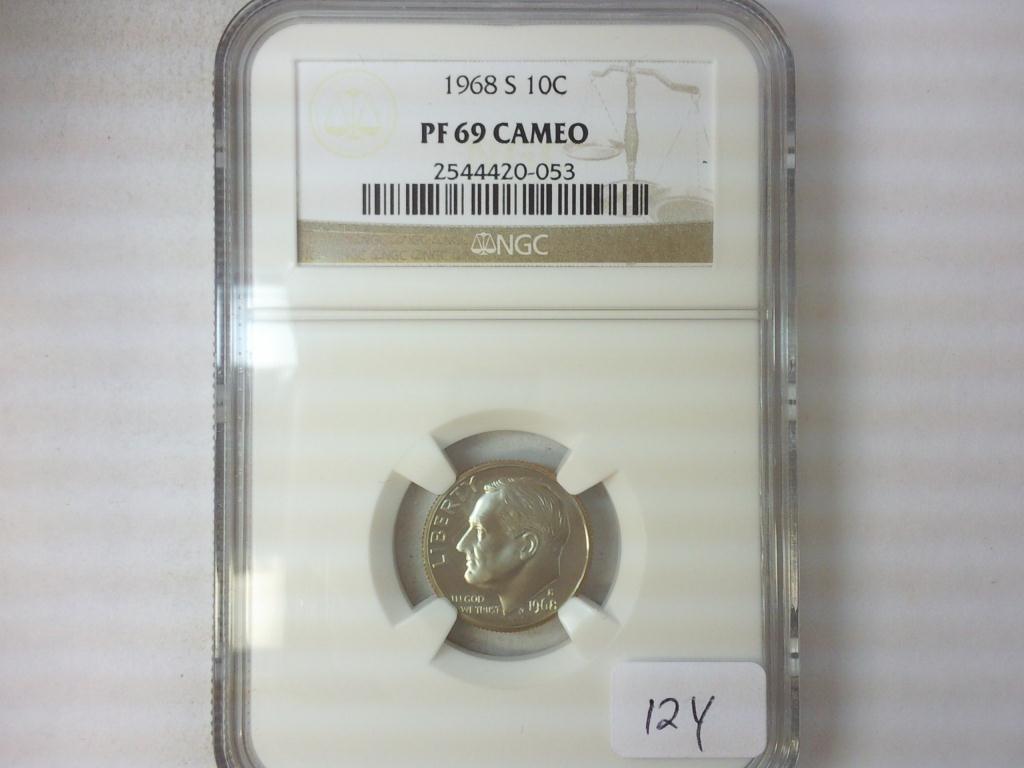 1968 S 10C
PF 69 CAMEO
2544420-053
NGC
LIBERTY
IN GOD
WE TRUST
S
1968
12Y